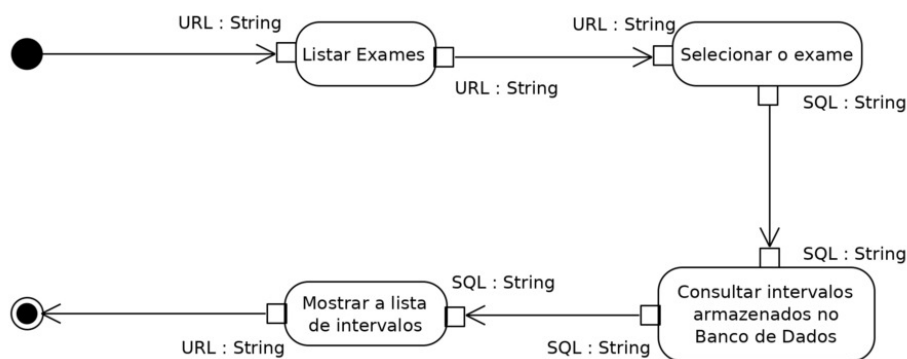 URL : String
Listar Exames
URL : String
URL : String
Selecionar o exame
SQL : String
SQL : String
Consultar intervalos
armazenados no
Banco de Dados
SQL : String
SQL : String
Mostrar a lista
de intervalos
URL : String